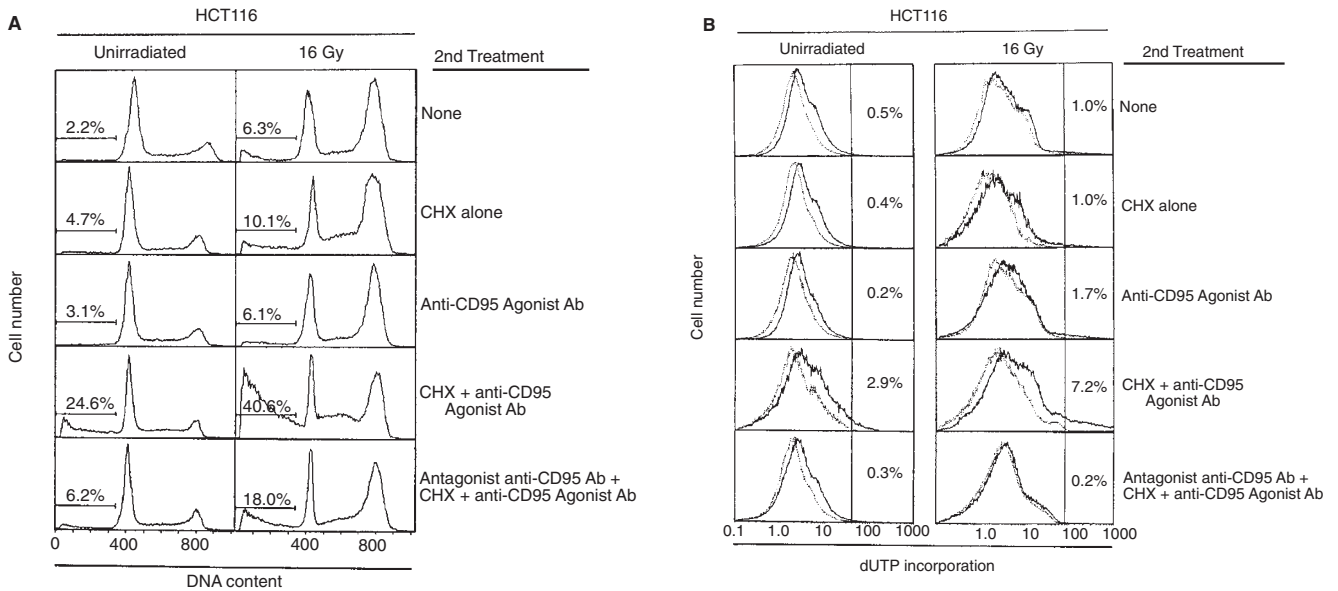 A
HCT116
Unirradiated
16 Gy
2nd Treatment
2.2%
6.3%
None
4.7%
10.1%
CHX alone
3.1%
6.1%
Anti-CD95 Agonist Ab
24.6%
40.6%
CHX + anti-CD95
Agonist Ab
6.2%
18.0%
Antagonist anti-CD95 Ab +
CHX + anti-CD95 Agonist Ab
Cell number
0 400 800 400 800
DNA content
B
HCT116
Unirradiated
16 Gy
2nd Treatment
0.5%
1.0%
None
0.4%
1.0%
CHX alone
0.2%
1.7%
Anti-CD95 Agonist Ab
2.9%
7.2%
CHX + anti-CD95
Agonist Ab
0.3%
0.2%
Antagonist anti-CD95 Ab +
CHX + anti-CD95 Agonist Ab
Cell number
0.1 1.0 10 100 1000 1.0 10 100 1000
dUTP incorporation